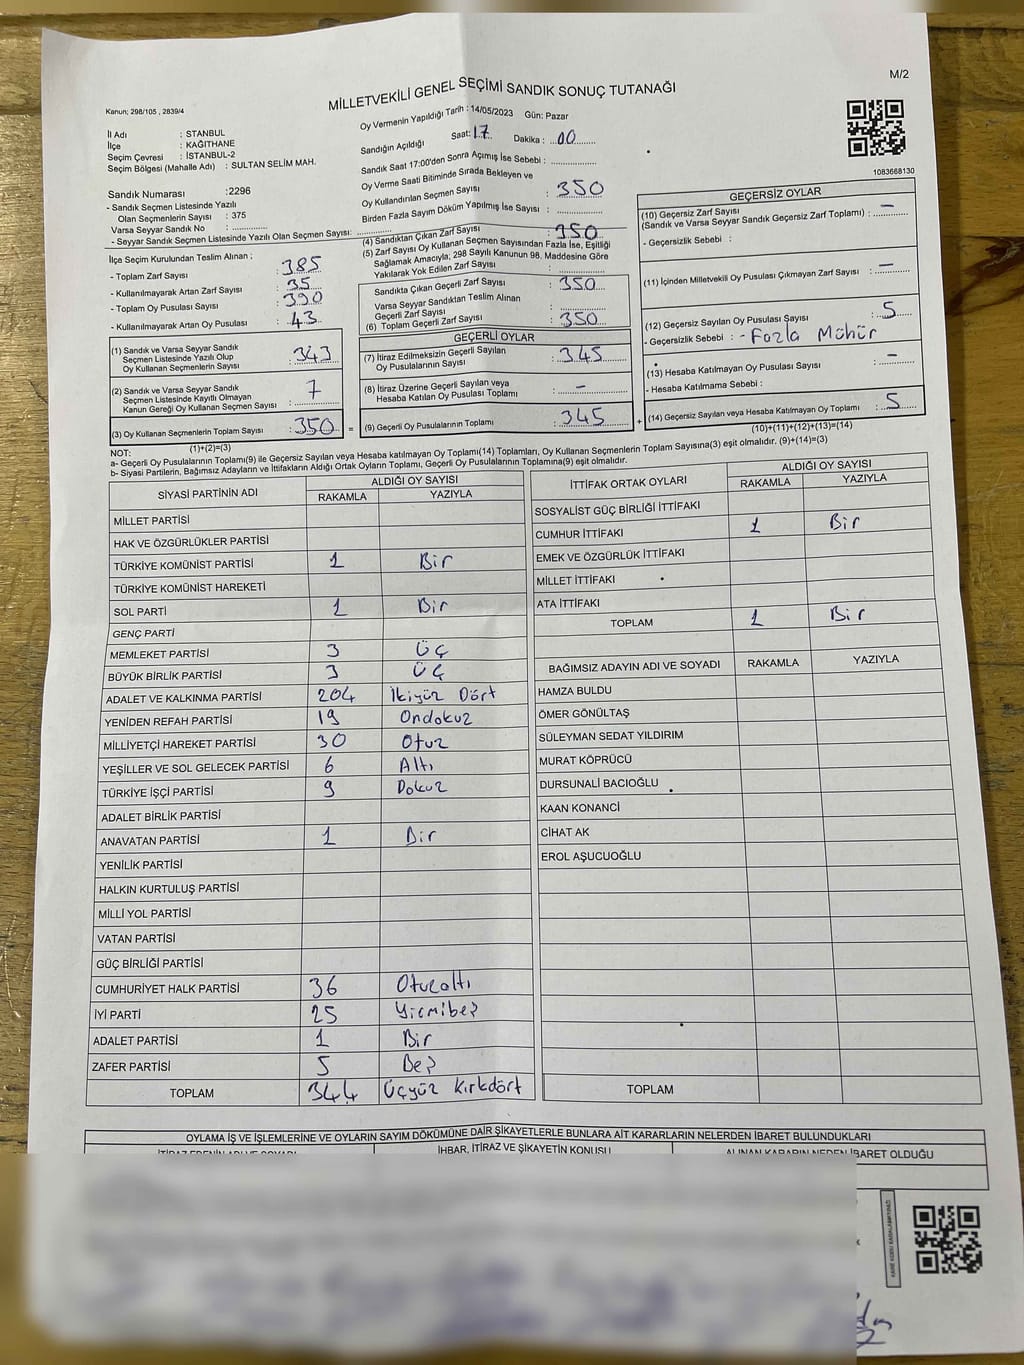 M/2
MİLLETVEKİLİ GENEL SEÇİMİ SANDIK SONUÇ TUTANAĞI
Kanun: 298/105 , 2839/4
İl Adı : STANBUL
İlçe : KAĞITHANE
Seçim Çevresi : İSTANBUL-2
Seçim Bölgesi (Mahalle Adı) : SULTAN SELİM MAH.
Sandık Numarası :2296
- Sandık Seçmen Listesinde Yazılı
Olan Seçmenlerin Sayısı : 375
Varsa Seyyar Sandık No :
- Seyyar Sandık Seçmen Listesinde Yazılı Olan Seçmen Sayısı :
Oy Vermenin Yapıldığı Tarih : 14/05/2023 Gün: Pazar
Sandığın Açıldığı Saat: 17 Dakika : 00
Sandık Saat 17:00'den Sonra Açımış İse Sebebi :
Oy Verme Saati Bitiminde Sırada Bekleyen ve
Oy Kullandırılan Seçmen Sayısı : 350
Birden Fazla Sayım Döküm Yapılmış İse Sayısı :
1083668130
İlçe Seçim Kurulundan Teslim Alınan ;
- Toplam Zarf Sayısı : 385
- Kullanılmayarak Artan Zarf Sayısı : 35
- Toplam Oy Pusulası Sayısı : 390
- Kullanılmayarak Artan Oy Pusulası : 43
(1) Sandık ve Varsa Seyyar Sandık
Seçmen Listesinde Yazılı Olup
Oy Kullanan Seçmenlerin Sayısı : 343
(2) Sandık ve Varsa Seyyar Sandık
Seçmen Listesinde Kayıtlı Olmayan
Kanun Gereği Oy Kullanan Seçmen Sayısı : 7
(3) Oy Kullanan Seçmenlerin Toplam Sayısı : 350
(1)+(2)=(3)
(4) Sandıktan Çıkan Zarf Sayısı : 350
(5) Zarf Sayısı Oy Kullanan Seçmen Sayısından Fazla İse, Eşitliği
Sağlamak Amacıyla; 298 Sayılı Kanunun 98. Maddesine Göre
Yakılarak Yok Edilen Zarf Sayısı :
Sandıkta Çıkan Geçerli Zarf Sayısı : 350
Varsa Seyyar Sandıktan Teslim Alınan
Geçerli Zarf Sayısı :
(6) Toplam Geçerli Zarf Sayısı : 350
GEÇERLİ OYLAR
(7) İtiraz Edilmeksizin Geçerli Sayılan
Oy Pusulalarının Sayısı : 345
(8) İtiraz Üzerine Geçerli Sayılan veya
Hesaba Katılan Oy Pusulası Toplamı : -
= (9) Geçerli Oy Pusulalarının Toplamı : 345 +
GEÇERSİZ OYLAR
(10) Geçersiz Zarf Sayısı
(Sandık ve Varsa Seyyar Sandık Geçersiz Zarf Toplamı) : -
- Geçersizlik Sebebi :
(11) İçinden Milletvekili Oy Pusulası Çıkmayan Zarf Sayısı : -
(12) Geçersiz Sayılan Oy Pusulası Sayısı : 5
- Geçersizlik Sebebi : - Fazla Mühür
(13) Hesaba Katılmayan Oy Pusulası Sayısı : -
- Hesaba Katılmama Sebebi :
(14) Geçersiz Sayılan veya Hesaba Katılmayan Oy Toplamı : 5
(10)+(11)+(12)+(13)=(14)
NOT:
a- Geçerli Oy Pusulalarının Toplamı(9) ile Geçersiz Sayılan veya Hesaba katılmayan Oy Toplamı(14) Toplamları, Oy Kullanan Seçmenlerin Toplam Sayısına(3) eşit olmalıdır. (9)+(14)=(3)
b- Siyasi Partilerin, Bağımsız Adayların ve İttifakların Aldığı Ortak Oyların Toplamı, Geçerli Oy Pusulalarının Toplamına(9) eşit olmalıdır.
SİYASİ PARTİNİN ADI ALDIĞI OY SAYISI
RAKAMLA YAZIYLA
MİLLET PARTİSİ
HAK VE ÖZGÜRLÜKLER PARTİSİ
TÜRKİYE KOMÜNİST PARTİSİ 1 Bir
TÜRKİYE KOMÜNİST HAREKETİ
SOL PARTİ 1 Bir
GENÇ PARTİ
MEMLEKET PARTİSİ 3 Üç
BÜYÜK BİRLİK PARTİSİ 3 Üç
ADALET VE KALKINMA PARTİSİ 204 İkiyüz Dört
YENİDEN REFAH PARTİSİ 19 Ondokuz
MİLLİYETÇİ HAREKET PARTİSİ 30 Otuz
YEŞİLLER VE SOL GELECEK PARTİSİ 6 Altı
TÜRKİYE İŞÇİ PARTİSİ 9 Dokuz
ADALET BİRLİK PARTİSİ
ANAVATAN PARTİSİ 1 Bir
YENİLİK PARTİSİ
HALKIN KURTULUŞ PARTİSİ
MİLLİ YOL PARTİSİ
VATAN PARTİSİ
GÜÇ BİRLİĞİ PARTİSİ
CUMHURİYET HALK PARTİSİ 36 Otuzaltı
İYİ PARTİ 25 Yirmibeş
ADALET PARTİSİ 1 Bir
ZAFER PARTİSİ 5 Beş
TOPLAM 344 Üçyüz Kırkdört
İTTİFAK ORTAK OYLARI ALDIĞI OY SAYISI
RAKAMLA YAZIYLA
SOSYALİST GÜÇ BİRLİĞİ İTTİFAKI
CUMHUR İTTİFAKI 1 Bir
EMEK VE ÖZGÜRLÜK İTTİFAKI
MİLLET İTTİFAKI
ATA İTTİFAKI
TOPLAM 1 Bir
BAĞIMSIZ ADAYIN ADI VE SOYADI RAKAMLA YAZIYLA
HAMZA BULDU
ÖMER GÖNÜLTAŞ
SÜLEYMAN SEDAT YILDIRIM
MURAT KÖPRÜCÜ
DURSUNALİ BACIOĞLU
KAAN KONANCİ
CİHAT AK
EROL AŞUCUOĞLU
TOPLAM
OYLAMA İŞ VE İŞLEMLERİNE VE OYLARIN SAYIM DÖKÜMÜNE DAİR ŞİKAYETLERLE BUNLARA AİT KARARLARIN NELERDEN İBARET BULUNDUKLARI
İHBAR, İTİRAZ VE ŞİKAYETİN KONUSU
ALINAN KARARIN NEDEN İBARET OLDUĞU